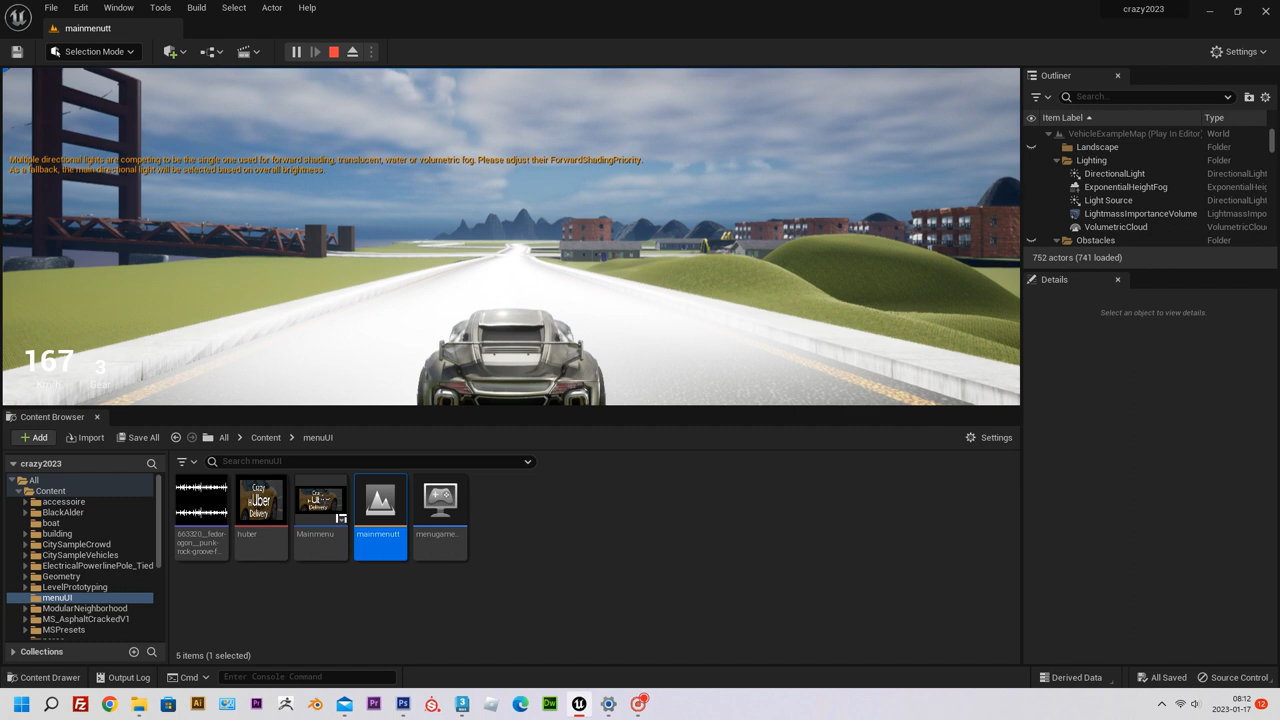 File Edit Window Tools Build Select Actor Help
crazy2023
mainmenutt
Selection Mode
Settings
Multiple directional lights are competing to be the single one used for forward shading, translucent, water or volumetric fog. Please adjust their ForwardShadingPriority.
As a fallback, the main directional light will be selected based on overall brightness.
167 3
Km/h Gear
Outliner
Search...
Item Label Type
VehicleExampleMap (Play In Editor) World
Landscape Folder
Lighting Folder
DirectionalLight DirectionalLight
ExponentialHeightFog ExponentialHeig
Light Source DirectionalLight
LightmassImportanceVolume LightmassImpo
VolumetricCloud VolumetricClou
Obstacles Folder
752 actors (741 loaded)
Details
Select an object to view details.
Content Browser
Add Import Save All All Content menuUI Settings
crazy2023
Search menuUI
All
Content
accessoire
BlackAlder
boat
building
CitySampleCrowd
CitySampleVehicles
ElectricalPowerlinePole_Tied
Geometry
LevelPrototyping
menuUI
ModularNeighborhood
MS_AsphaltCrackedV1
MSPresets
Collections
Crazy
Uber
Delivery
663320__fedor-
ogon__punk-
rock-groove-f...
huber
Mainmenu
mainmenutt
menugame...
5 items (1 selected)
Content Drawer Output Log Cmd Enter Console Command Derived Data All Saved Source Control
08:12
2023-01-17
12